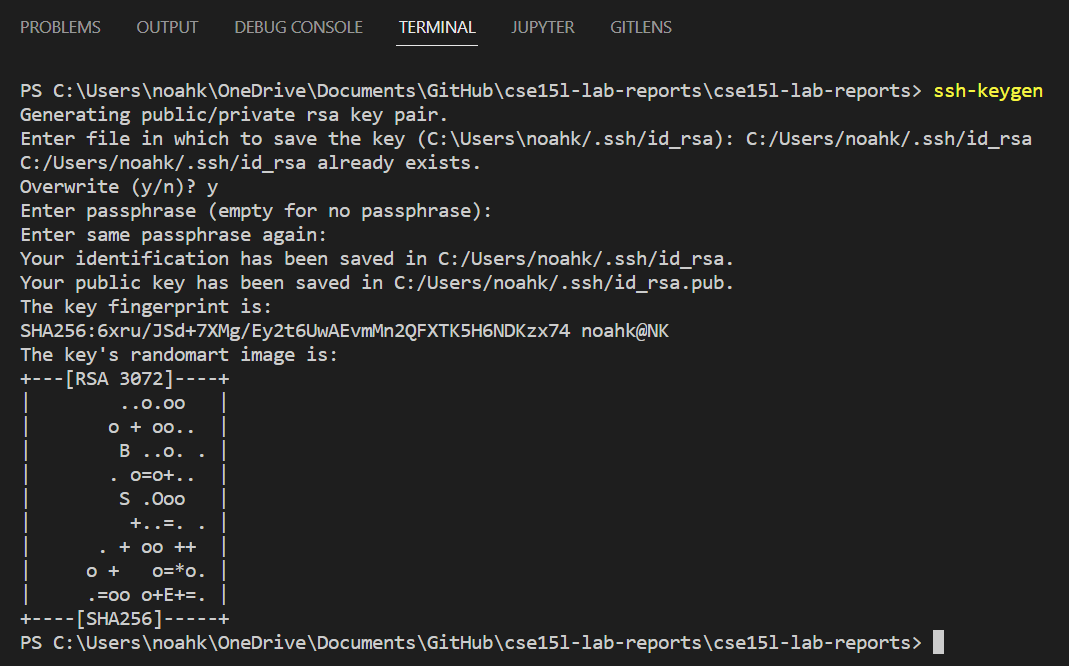 PROBLEMS OUTPUT DEBUG CONSOLE TERMINAL JUPYTER GITLENS
PS C:\Users\noahk\OneDrive\Documents\GitHub\cse15l-lab-reports\cse15l-lab-reports> ssh-keygen
Generating public/private rsa key pair.
Enter file in which to save the key (C:\Users\noahk/.ssh/id_rsa): C:/Users/noahk/.ssh/id_rsa
C:/Users/noahk/.ssh/id_rsa already exists.
Overwrite (y/n)? y
Enter passphrase (empty for no passphrase):
Enter same passphrase again:
Your identification has been saved in C:/Users/noahk/.ssh/id_rsa.
Your public key has been saved in C:/Users/noahk/.ssh/id_rsa.pub.
The key fingerprint is:
SHA256:6xru/JSd+7XMg/Ey2t6UwAEvmMn2QFXTK5H6NDKzx74 noahk@NK
The key's randomart image is:
+---[RSA 3072]----+
|        ..o.oo   |
|       o + oo..  |
|        B ..o. . |
|       . o=o+..  |
|        S .Ooo   |
|         +..=. . |
|      . + oo ++  |
|     o +   o=*o. |
|     .=oo o+E+=. |
+----[SHA256]-----+
PS C:\Users\noahk\OneDrive\Documents\GitHub\cse15l-lab-reports\cse15l-lab-reports>